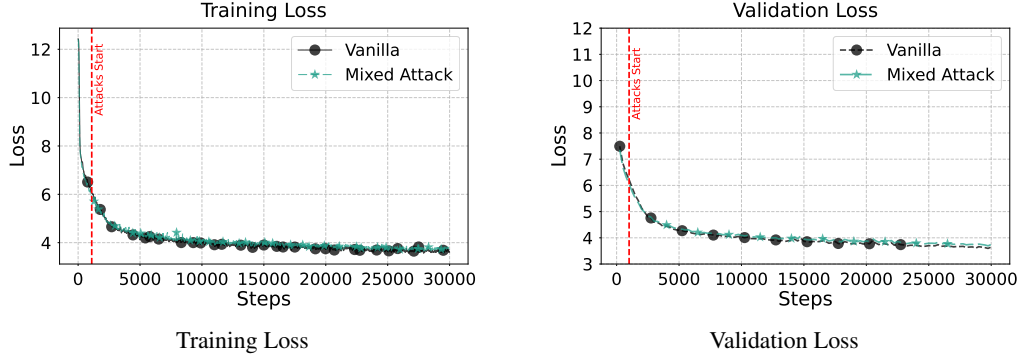 Training Loss
Loss
12
10
8
6
4
Attacks Start
Vanilla
Mixed Attack
0 5000 10000 15000 20000 25000 30000
Steps
Training Loss
Validation Loss
Loss
12
11
10
9
8
7
6
5
4
3
Attacks Start
Vanilla
Mixed Attack
0 5000 10000 15000 20000 25000 30000
Steps
Validation Loss